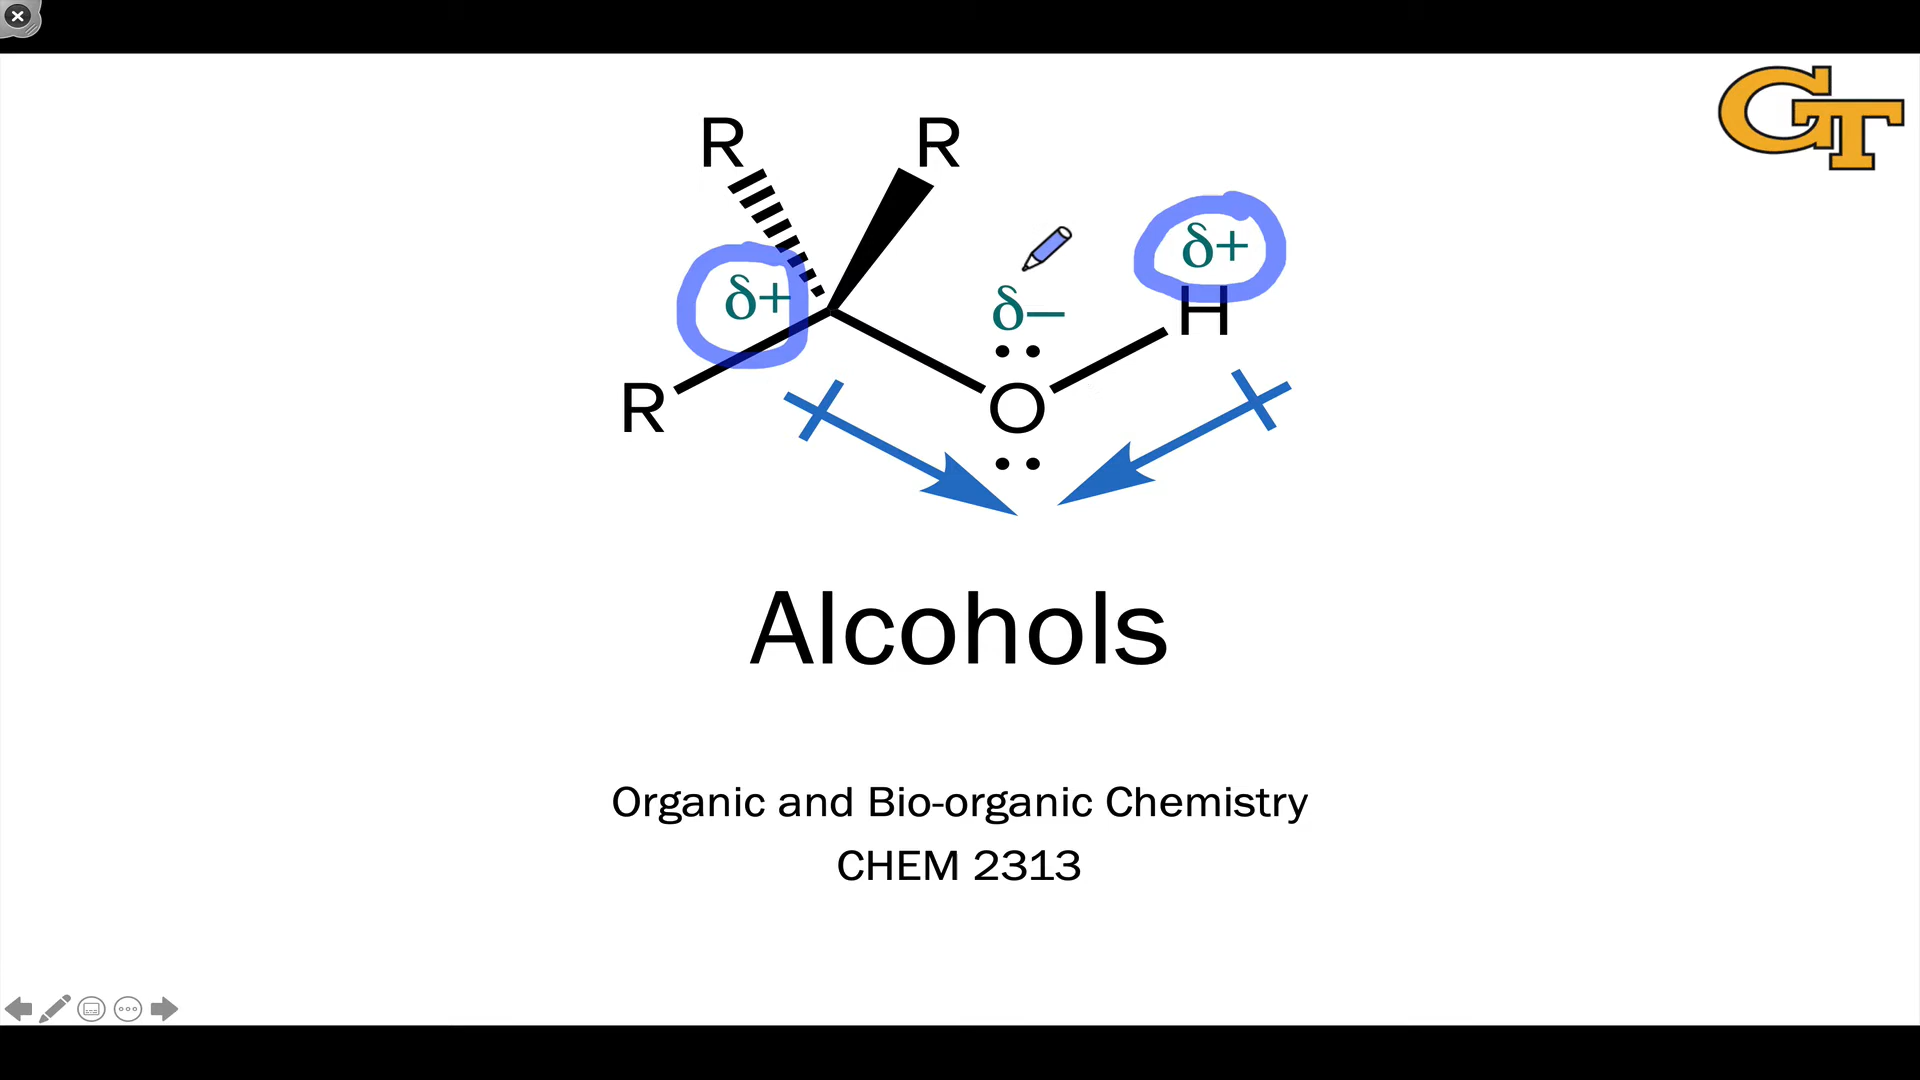 R R
δ+
δ+
δ–
H
R
O
GT
Alcohols
Organic and Bio-organic Chemistry
CHEM 2313